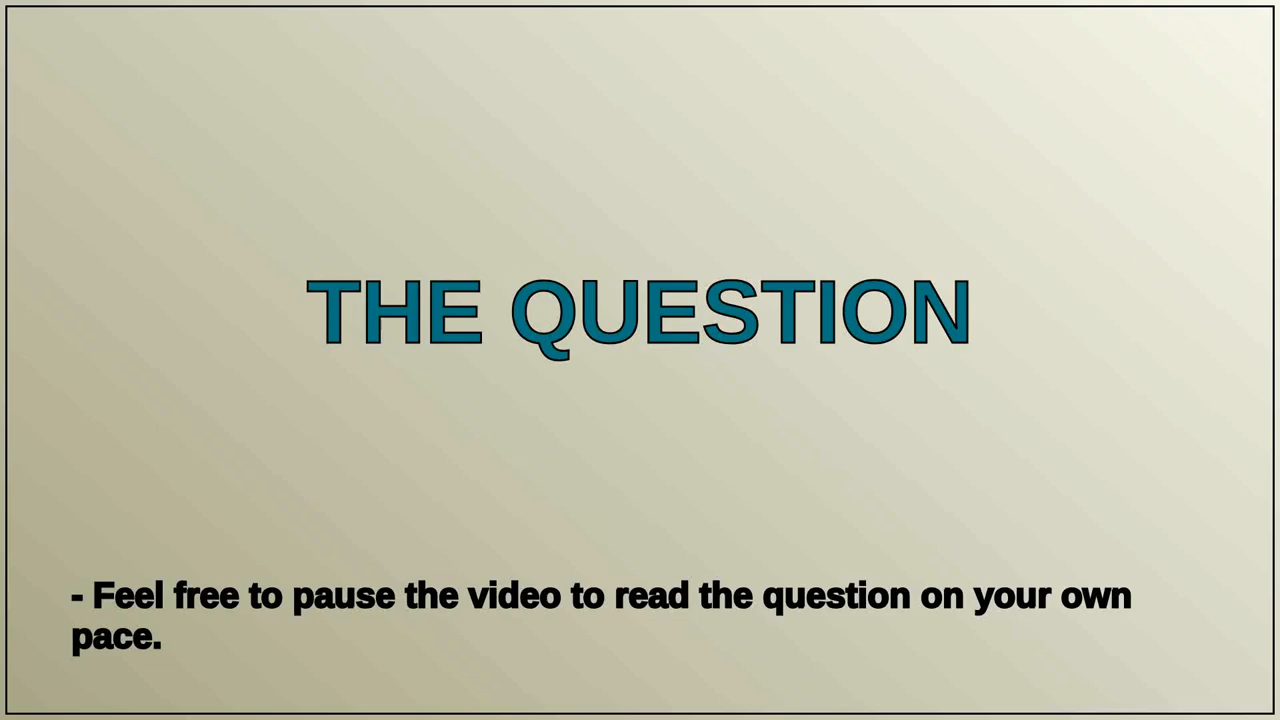 THE QUESTION
- Feel free to pause the video to read the question on your own
pace.